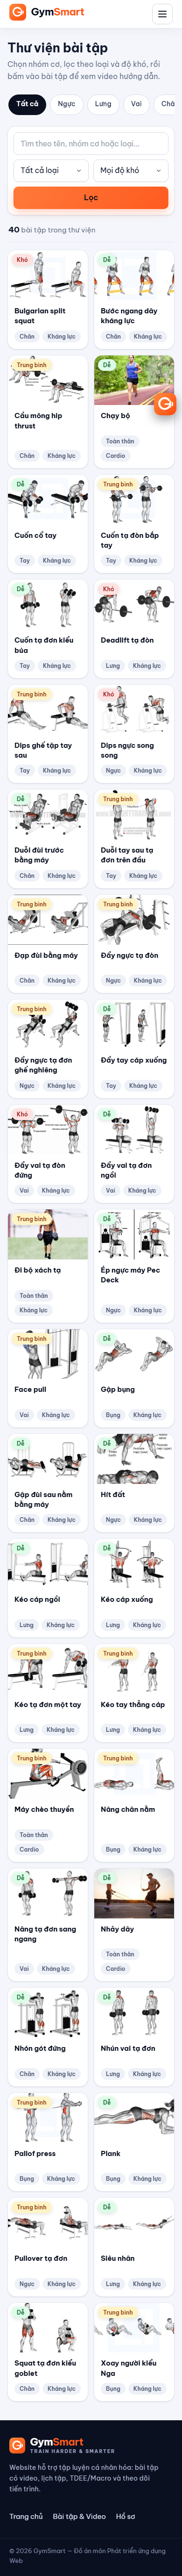 GymSmart
Thư viện bài tập
Chọn nhóm cơ, lọc theo loại và độ khó, rồi
bấm vào bài tập để xem video hướng dẫn.
Tất cả
Ngực
Lưng
Vai
Tìm theo tên, nhóm cơ hoặc loại...
Tất cả loại
Mọi độ khó
Lọc
40 bài tập trong thư viện
Khó
Dễ
Bulgarian split
squat
Bước ngang dây
kháng lực
Chân
Kháng lực
Chân
Kháng lực
Trung bình
Dễ
Cầu mông hip
thrust
Chạy bộ
Chân
Kháng lực
Toàn thân
Cardio
Dễ
Trung bình
Cuốn cổ tay
Cuốn tạ đòn bắp
tay
Tay
Kháng lực
Tay
Kháng lực
Dễ
Khó
Cuốn tạ đơn kiểu
búa
Deadlift tạ đòn
Tay
Kháng lực
Lưng
Kháng lực
Trung bình
Khó
Dips ghế tập tay
sau
Dips ngực song
song
Tay
Kháng lực
Ngực
Kháng lực
Dễ
Trung bình
Duỗi đùi trước
bằng máy
Duỗi tay sau tạ
đơn trên đầu
Chân
Kháng lực
Tay
Kháng lực
Trung bình
Trung bình
Đạp đùi bằng máy
Đẩy ngực tạ đòn
Chân
Kháng lực
Ngực
Kháng lực
Trung bình
Dễ
Đẩy ngực tạ đơn
ghế nghiêng
Đẩy tay cáp xuống
Ngực
Kháng lực
Tay
Kháng lực
Khó
Dễ
Đẩy vai tạ đòn
đứng
Đẩy vai tạ đơn
ngồi
Vai
Kháng lực
Vai
Kháng lực
Trung bình
Dễ
Đi bộ xách tạ
Ép ngực máy Pec
Deck
Toàn thân
Kháng lực
Ngực
Kháng lực
Trung bình
Dễ
Face pull
Gập bụng
Vai
Kháng lực
Bụng
Kháng lực
Dễ
Dễ
Gập đùi sau nằm
bằng máy
Hít đất
Chân
Kháng lực
Ngực
Kháng lực
Dễ
Dễ
Kéo cáp ngồi
Kéo cáp xuống
Lưng
Kháng lực
Lưng
Kháng lực
Trung bình
Trung bình
Kéo tạ đơn một tay
Kéo tay thẳng cáp
Lưng
Kháng lực
Lưng
Kháng lực
Trung bình
Trung bình
Máy chèo thuyền
Nâng chân nằm
Toàn thân
Cardio
Bụng
Kháng lực
Dễ
Dễ
Nâng tạ đơn sang
ngang
Nhảy dây
Vai
Kháng lực
Toàn thân
Cardio
Dễ
Dễ
Nhón gót đứng
Nhún vai tạ đơn
Chân
Kháng lực
Lưng
Kháng lực
Trung bình
Dễ
Pallof press
Plank
Bụng
Kháng lực
Bụng
Kháng lực
Trung bình
Dễ
Pullover tạ đơn
Siêu nhân
Ngực
Kháng lực
Lưng
Kháng lực
Dễ
Trung bình
Squat tạ đơn kiểu
goblet
Xoay người kiểu
Nga
Chân
Kháng lực
Bụng
Kháng lực
GymSmart
TRAIN HARDER & SMARTER
Website hỗ trợ tập luyện cá nhân hóa: bài tập
có video, lịch tập, TDEE/Macro và theo dõi
tiến trình.
Trang chủ
Bài tập & Video
Hồ sơ
© 2026 GymSmart — Đồ án môn Phát triển ứng dụng
Web